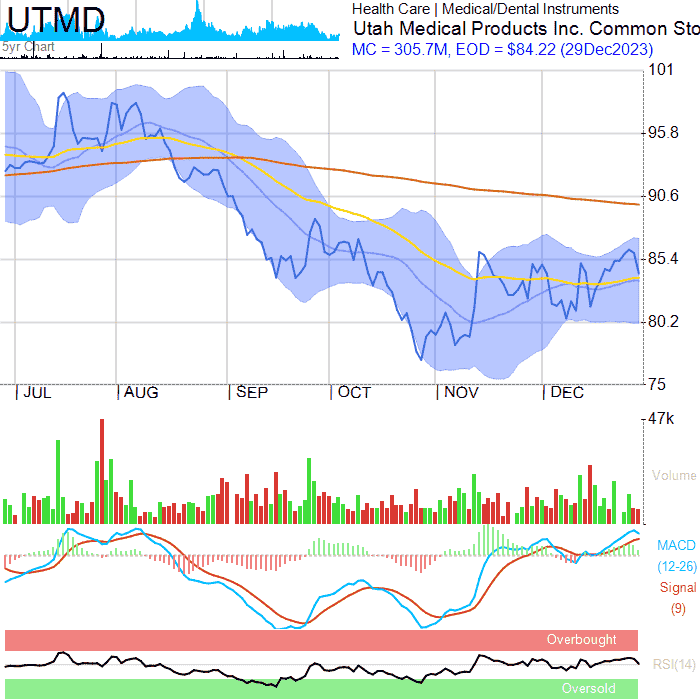 UTMD
5yr Chart
Health Care | Medical/Dental Instruments
Utah Medical Products Inc. Common Sto
MC = 305.7M, EOD = $84.22 (29Dec2023)
101
95.8
90.6
85.4
80.2
75
| JUL | AUG | SEP | OCT | NOV | DEC
47k
Volume
MACD
(12-26)
Signal
(9)
Overbought
RSI(14)
Oversold